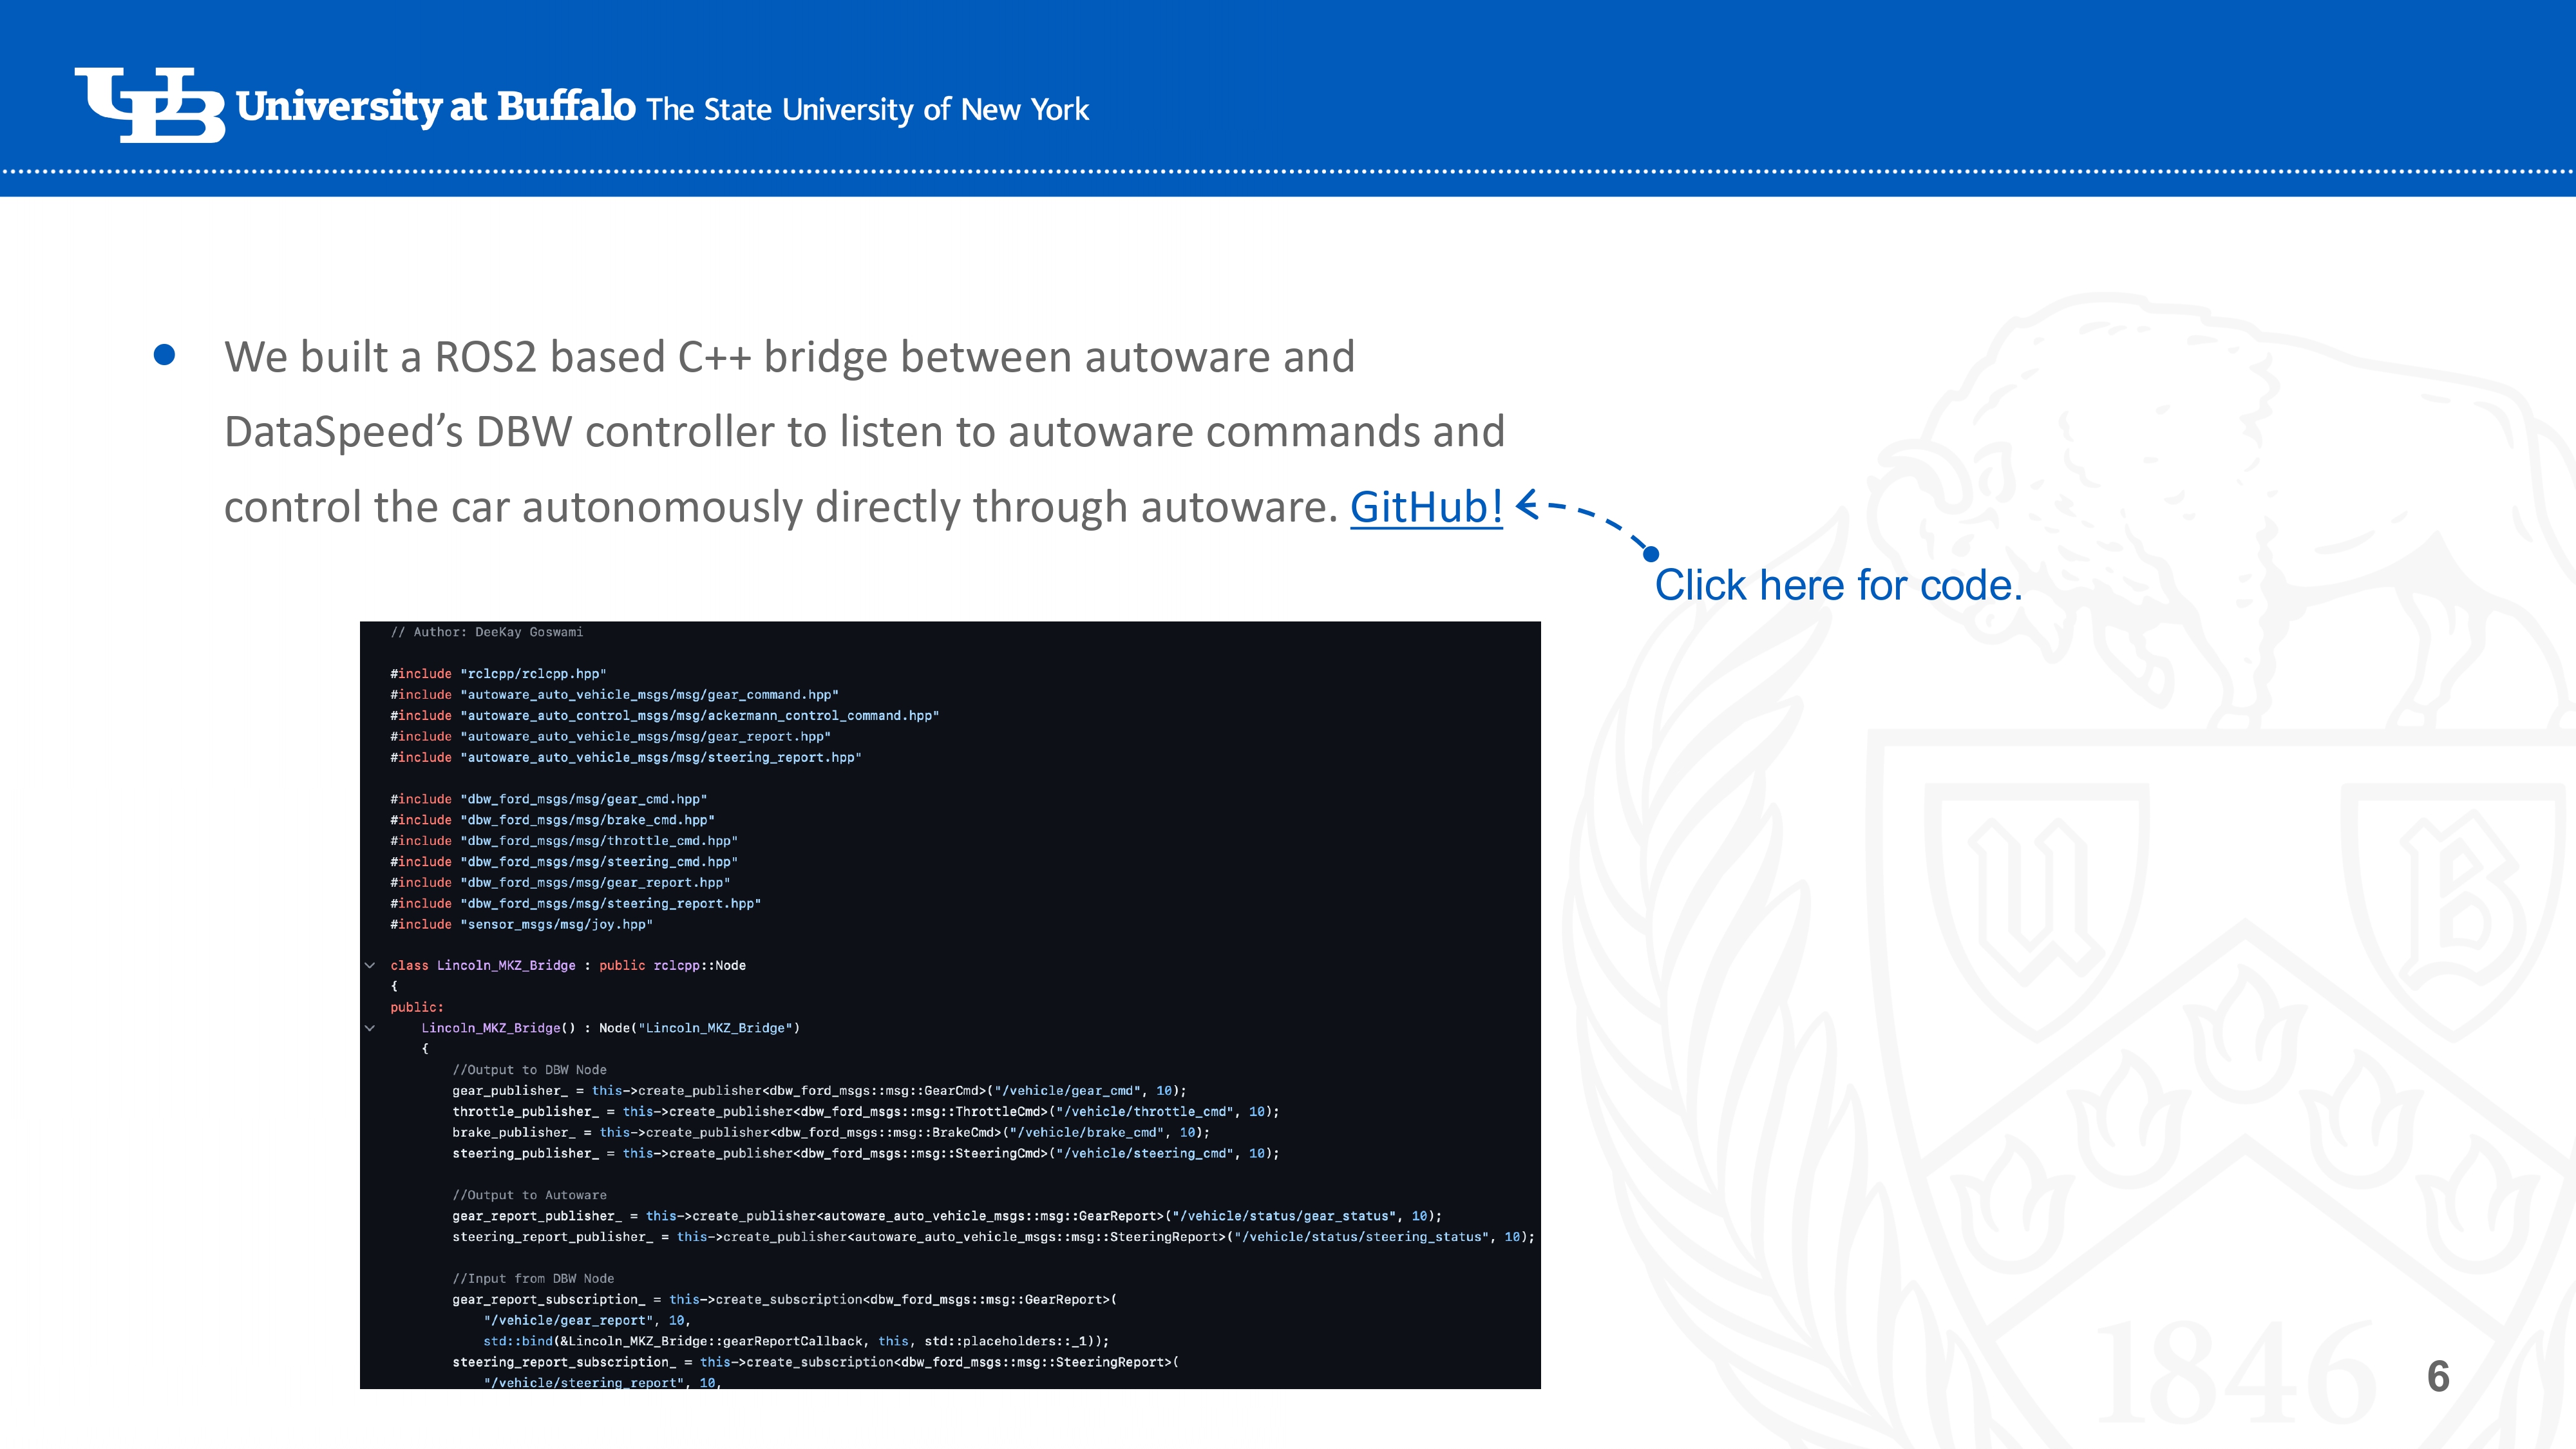 UB University at Buffalo The State University of New York
• We built a ROS2 based C++ bridge between autoware and
DataSpeed’s DBW controller to listen to autoware commands and
control the car autonomously directly through autoware. GitHub!
Click here for code.
// Author: DeeKay Goswami
#include "rclcpp/rclcpp.hpp"
#include "autoware_auto_vehicle_msgs/msg/gear_command.hpp"
#include "autoware_auto_control_msgs/msg/ackermann_control_command.hpp"
#include "autoware_auto_vehicle_msgs/msg/gear_report.hpp"
#include "autoware_auto_vehicle_msgs/msg/steering_report.hpp"
#include "dbw_ford_msgs/msg/gear_cmd.hpp"
#include "dbw_ford_msgs/msg/brake_cmd.hpp"
#include "dbw_ford_msgs/msg/throttle_cmd.hpp"
#include "dbw_ford_msgs/msg/steering_cmd.hpp"
#include "dbw_ford_msgs/msg/gear_report.hpp"
#include "dbw_ford_msgs/msg/steering_report.hpp"
#include "sensor_msgs/msg/joy.hpp"
class Lincoln_MKZ_Bridge : public rclcpp::Node
{
public:
Lincoln_MKZ_Bridge() : Node("Lincoln_MKZ_Bridge")
{
//Output to DBW Node
gear_publisher_ = this->create_publisher<dbw_ford_msgs::msg::GearCmd>("/vehicle/gear_cmd", 10);
throttle_publisher_ = this->create_publisher<dbw_ford_msgs::msg::ThrottleCmd>("/vehicle/throttle_cmd", 10);
brake_publisher_ = this->create_publisher<dbw_ford_msgs::msg::BrakeCmd>("/vehicle/brake_cmd", 10);
steering_publisher_ = this->create_publisher<dbw_ford_msgs::msg::SteeringCmd>("/vehicle/steering_cmd", 10);
//Output to Autoware
gear_report_publisher_ = this->create_publisher<autoware_auto_vehicle_msgs::msg::GearReport>("/vehicle/status/gear_status", 10);
steering_report_publisher_ = this->create_publisher<autoware_auto_vehicle_msgs::msg::SteeringReport>("/vehicle/status/steering_status", 10);
//Input from DBW Node
gear_report_subscription_ = this->create_subscription<dbw_ford_msgs::msg::GearReport>(
"/vehicle/gear_report", 10,
std::bind(&Lincoln_MKZ_Bridge::gearReportCallback, this, std::placeholders::_1));
steering_report_subscription_ = this->create_subscription<dbw_ford_msgs::msg::SteeringReport>(
"/vehicle/steering_report", 10,
U B
1846
6